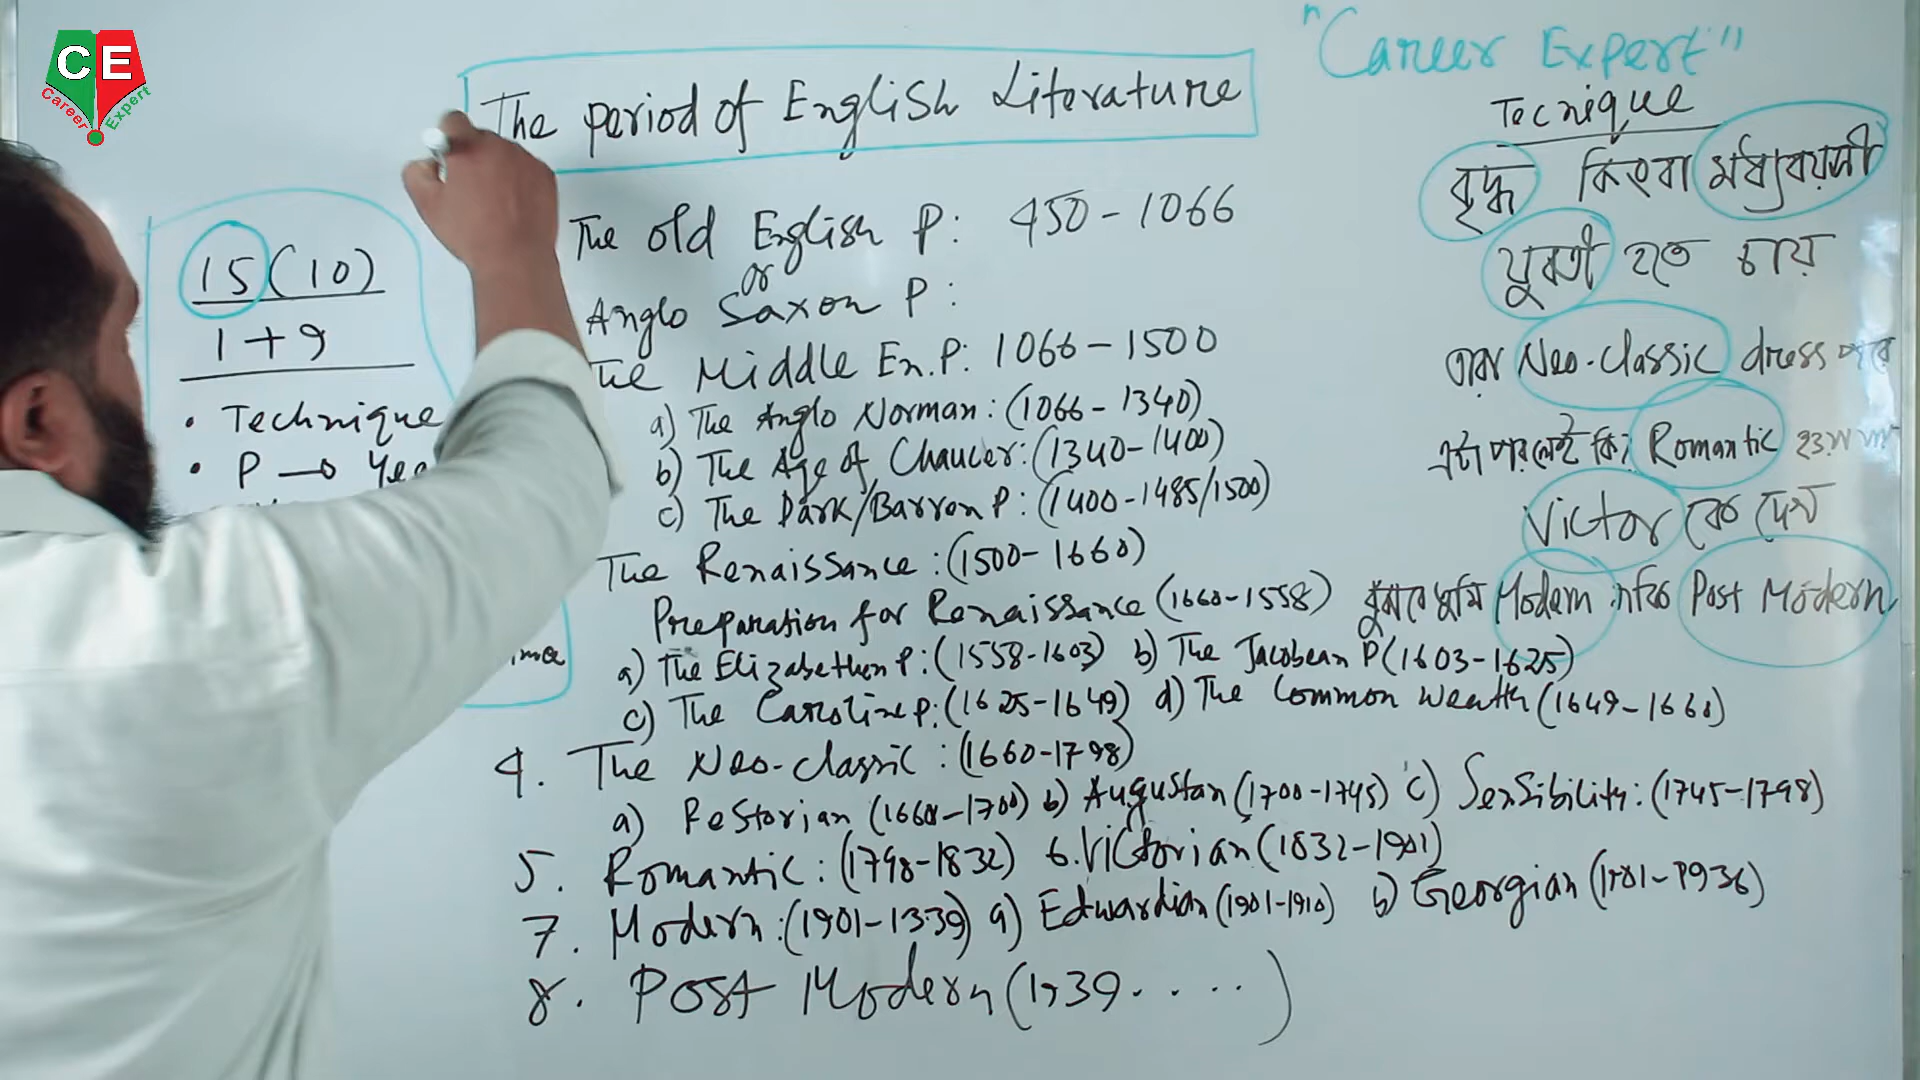 CE
Career Expert
"Career Expert"
The period of English Literature
Tecnique
বৃদ্ধ কিংবা মধ্যবয়সী
যুবতী হতে চায়
তার Neo-classic dress
Romantic
Victor কে দেয়
Modern নাকি Post Modern
15 (10)
1+9
• Technique
• P → Yea
The old English P: 450-1066
or
Anglo Saxon P:
The Middle En.P: 1066-1500
a) The Anglo Norman: (1066-1340)
b) The Age of Chaucer: (1340-1400)
c) The Dark/Barren P: (1400-1485/1500)
The Renaissance: (1500-1660)
Preparation for Renaissance (1660-1558)
a) The Elizabethen P: (1558-1603) b) The Jacobean P (1603-1625)
c) The Caroline P: (1625-1649) d) The Common Wealth (1649-1660)
4. The Neo-classic: (1660-1798)
a) Restorian (1660-1700) b) Augustan (1700-1745) c) Sensibility: (1745-1798)
5. Romantic: (1798-1832) 6. Victorian (1832-1901)
7. Modern: (1901-1939) a) Edwardian (1901-1910) b) Georgian (1901-1936)
8. Post Modern (1939.....)